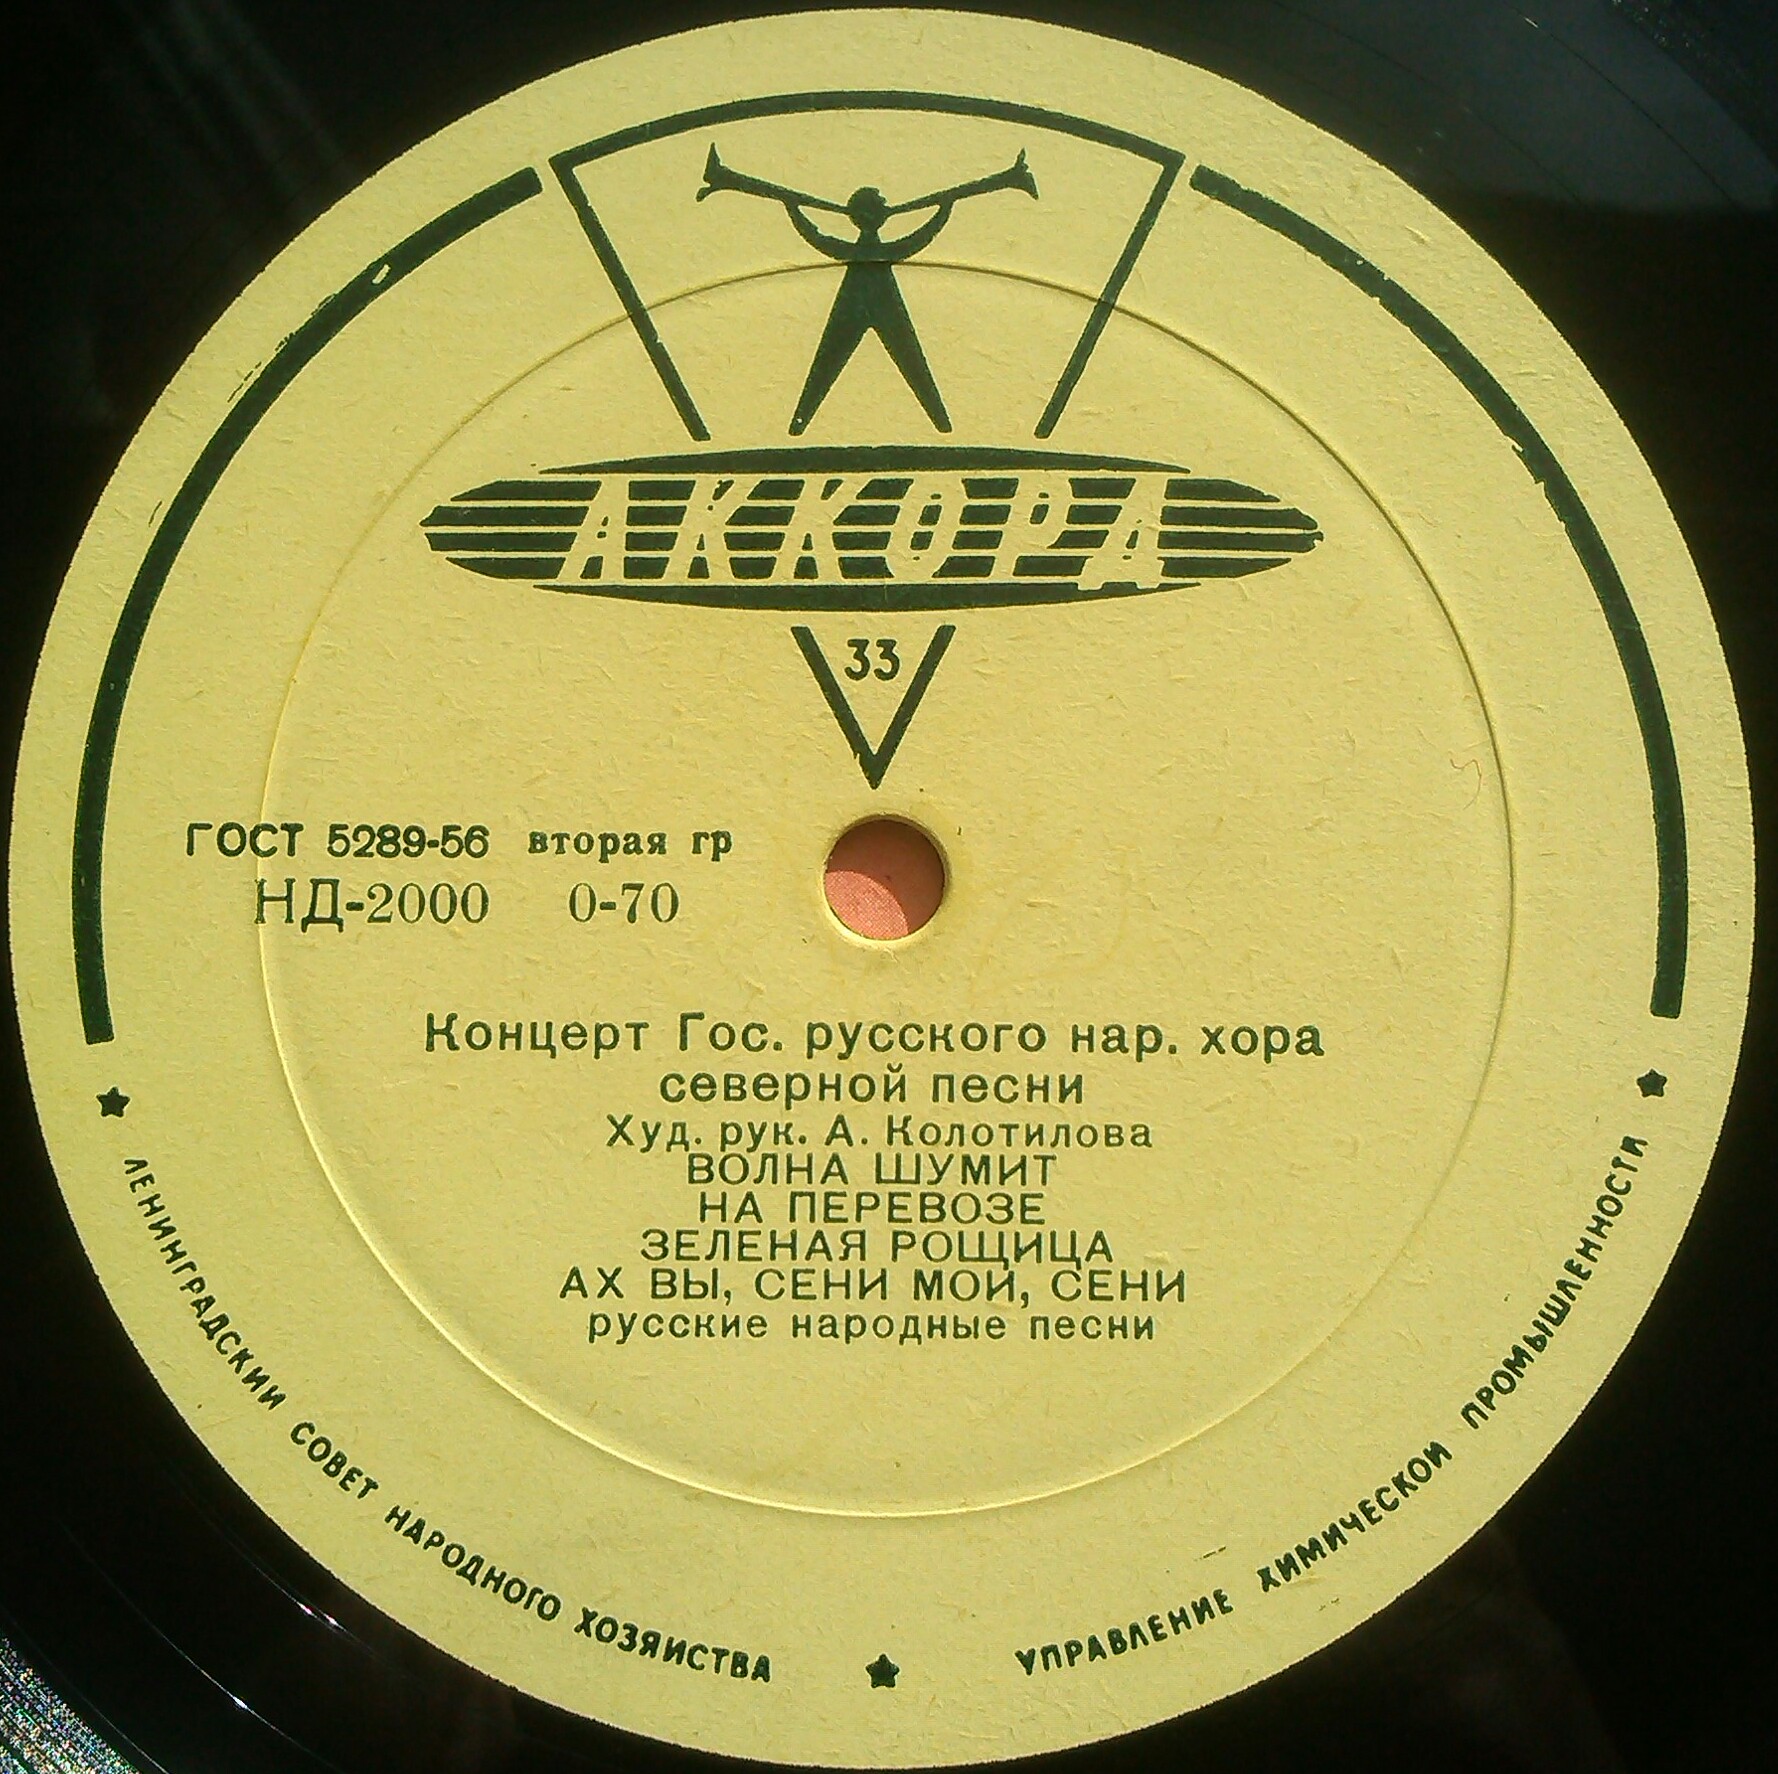 АККОРД
33
ГОСТ 5289-56 вторая гр
НД-2000 0-70
Концерт Гос. русского нар. хора
северной песни
Худ. рук. А. Колотилова
ВОЛНА ШУМИТ
НА ПЕРЕВОЗЕ
ЗЕЛЕНАЯ РОЩИЦА
АХ ВЫ, СЕНИ МОИ, СЕНИ
русские народные песни
ЛЕНИНГРАДСКИЙ СОВЕТ НАРОДНОГО ХОЗЯЙСТВА
УПРАВЛЕНИЕ ХИМИЧЕСКОЙ ПРОМЫШЛЕННОСТИ